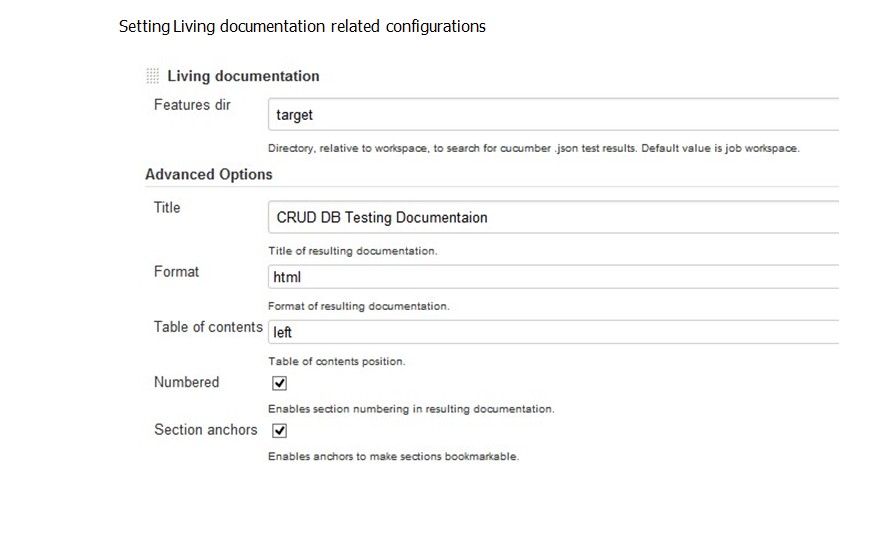 Setting Living documentation related configurations
Living documentation
Features dir
target
Directory, relative to workspace, to search for cucumber .json test results. Default value is job workspace.
Advanced Options
Title
CRUD DB Testing Documentaion
Title of resulting documentation.
Format
html
Format of resulting documentation.
Table of contents
left
Table of contents position.
Numbered
Enables section numbering in resulting documentation.
Section anchors
Enables anchors to make sections bookmarkable.